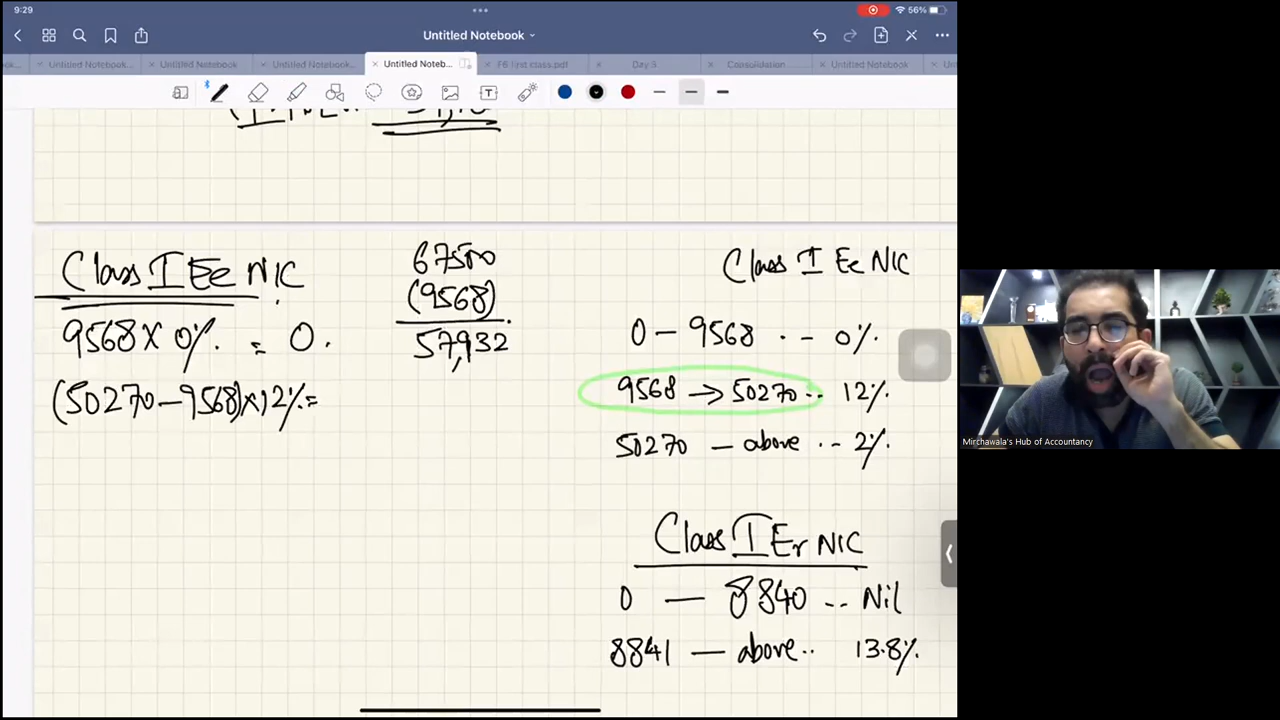 9:29
56%
Untitled Notebook
Untitled Notebook...
Untitled Notebook
Untitled Notebook
Untitled Noteb...
F6 first class.pdf
Day 5
Consolidation
Untitled Notebook
T
Class I Ee NIC
9568 × 0% = 0.
(50270 – 9568) × 12% =
67500
(9568)
57,932
Class I Ee NIC
0 – 9568 .. – 0%
9568 → 50270 .. 12%
50270 – above .. – 2%
Class I Er NIC
0 — 8840 .. Nil
8841 — above .. 13.8%
Mirchawala's Hub of Accountancy